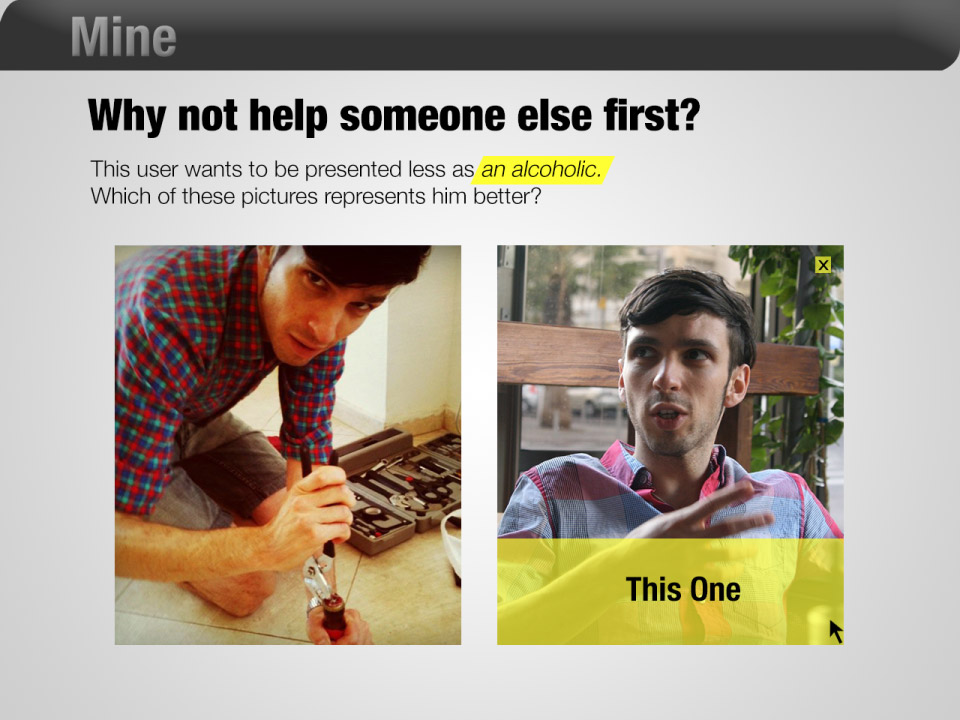 Mine
Why not help someone else first?
This user wants to be presented less as an alcoholic.
Which of these pictures represents him better?
x
This One